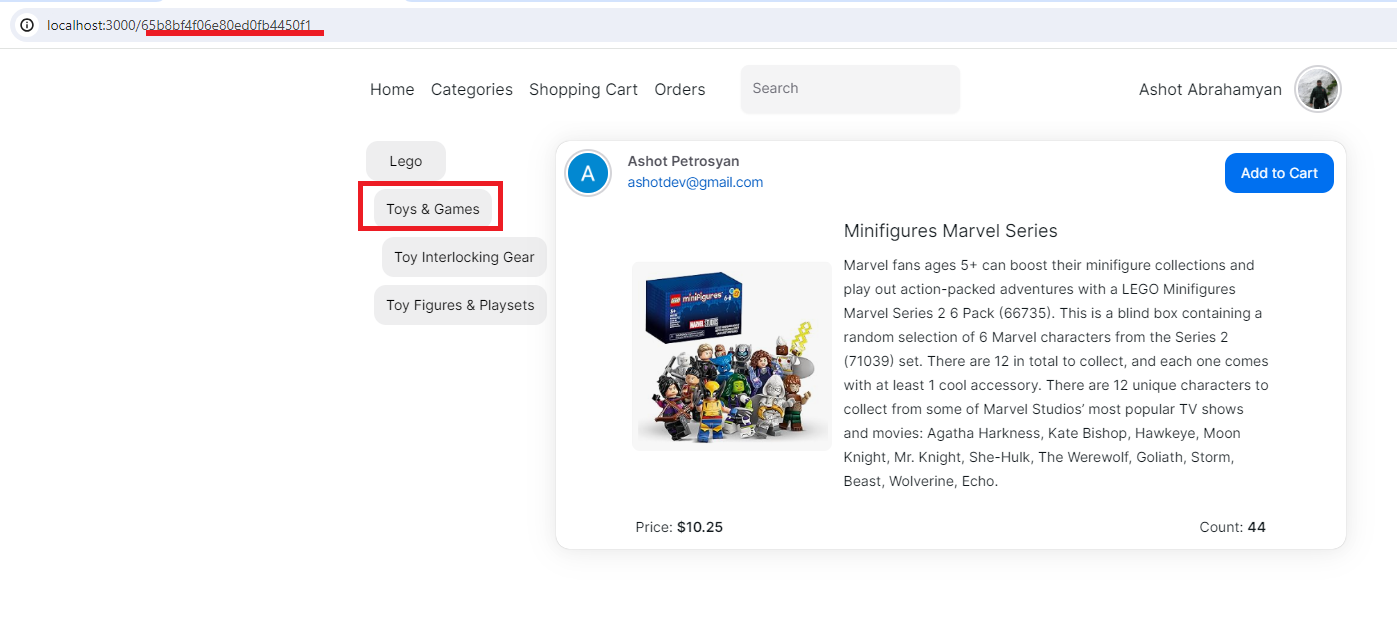 localhost:3000/65b8bf4f06e80ed0fb4450f1
Home Categories Shopping Cart Orders Search Ashot Abrahamyan
Lego
Toys & Games
Toy Interlocking Gear
Toy Figures & Playsets
A
Ashot Petrosyan
ashotdev@gmail.com
Add to Cart
Minifigures Marvel Series
LEGO minifigures
MARVEL STUDIOS
Marvel fans ages 5+ can boost their minifigure collections and
play out action-packed adventures with a LEGO Minifigures
Marvel Series 2 6 Pack (66735). This is a blind box containing a
random selection of 6 Marvel characters from the Series 2
(71039) set. There are 12 in total to collect, and each one comes
with at least 1 cool accessory. There are 12 unique characters to
collect from some of Marvel Studios’ most popular TV shows
and movies: Agatha Harkness, Kate Bishop, Hawkeye, Moon
Knight, Mr. Knight, She-Hulk, The Werewolf, Goliath, Storm,
Beast, Wolverine, Echo.
Price: $10.25
Count: 44